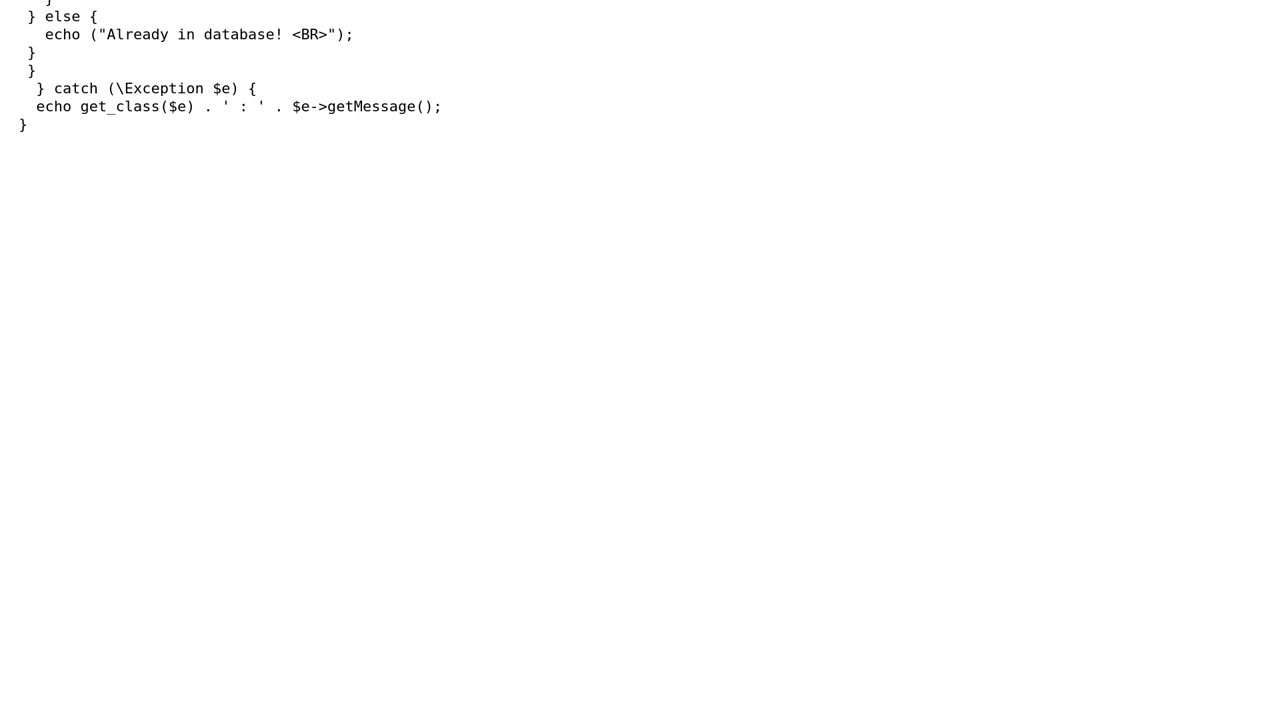 }
} else {
echo ("Already in database! <BR>");
}
}
} catch (\Exception $e) {
echo get_class($e) . ' : ' . $e->getMessage();
}